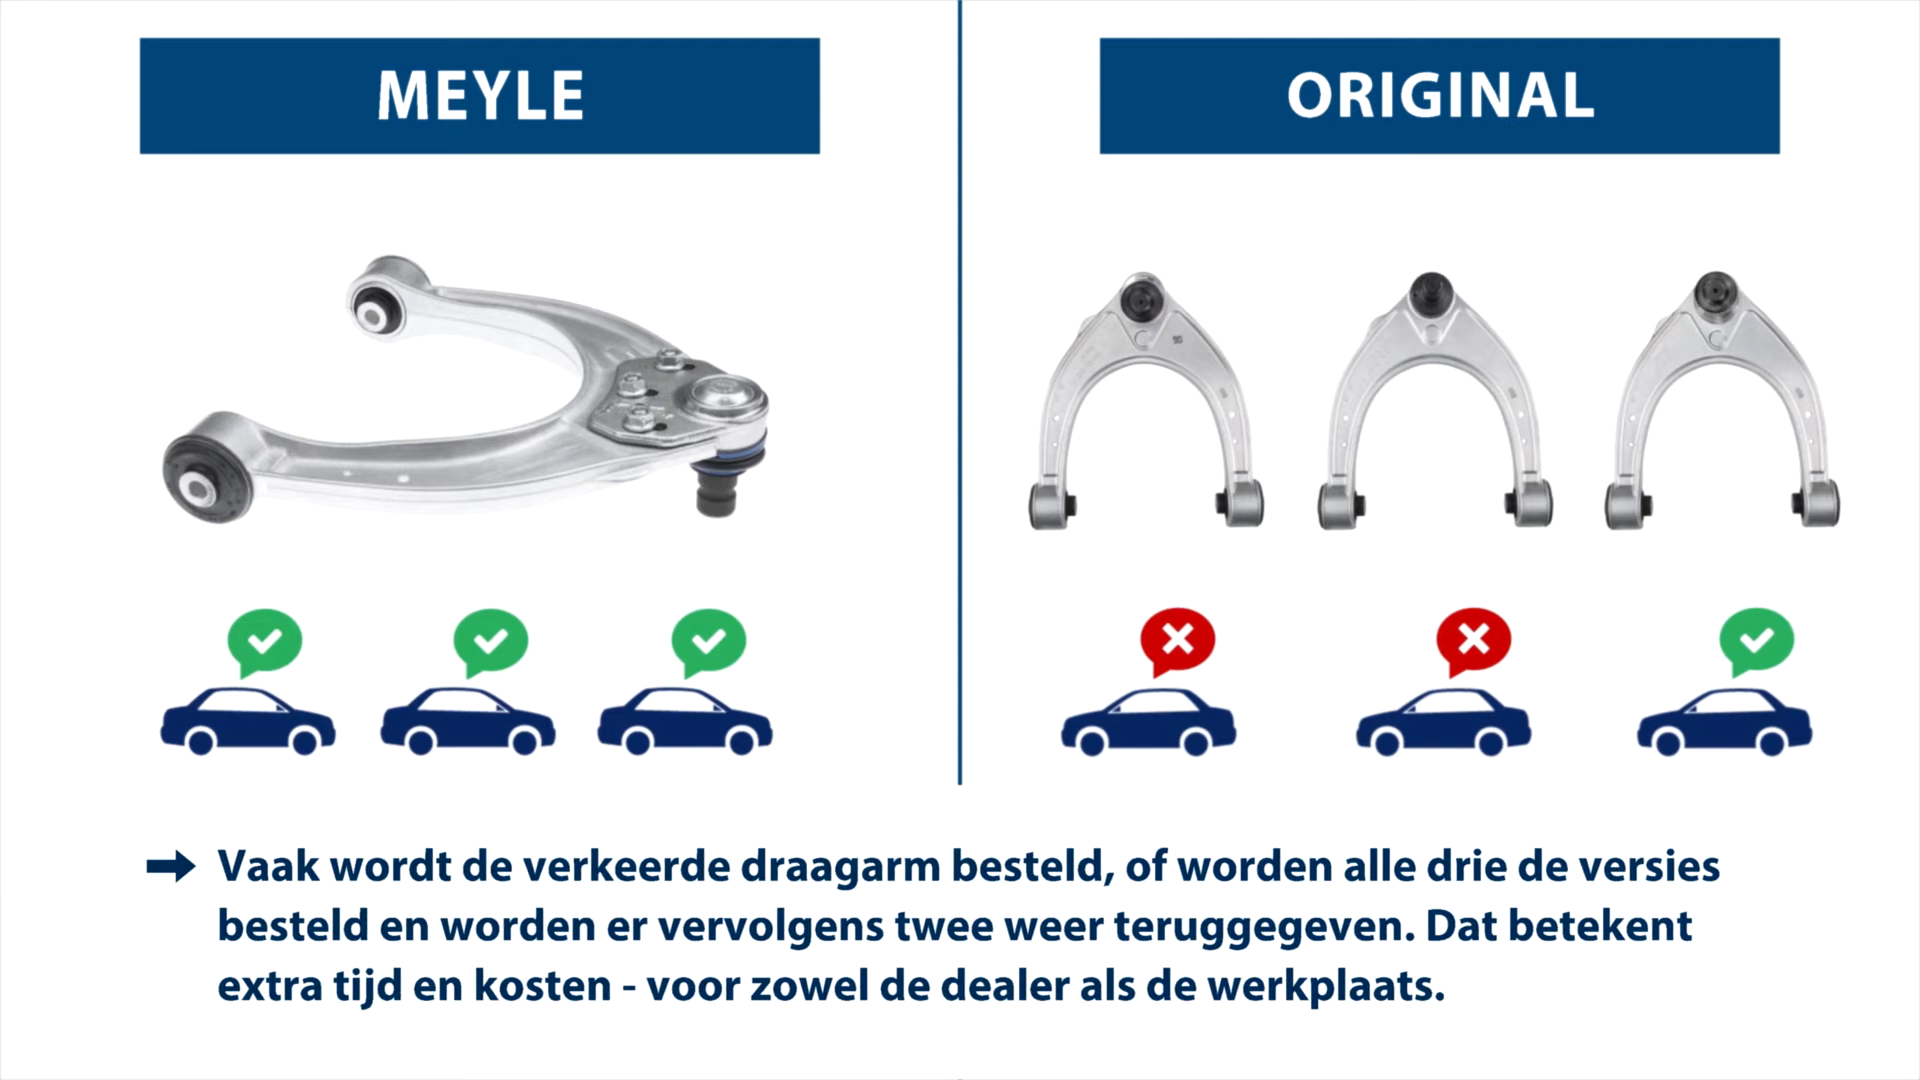 MEYLE
ORIGINAL
Vaak wordt de verkeerde draagarm besteld, of worden alle drie de versies
besteld en worden er vervolgens twee weer teruggegeven. Dat betekent
extra tijd en kosten - voor zowel de dealer als de werkplaats.